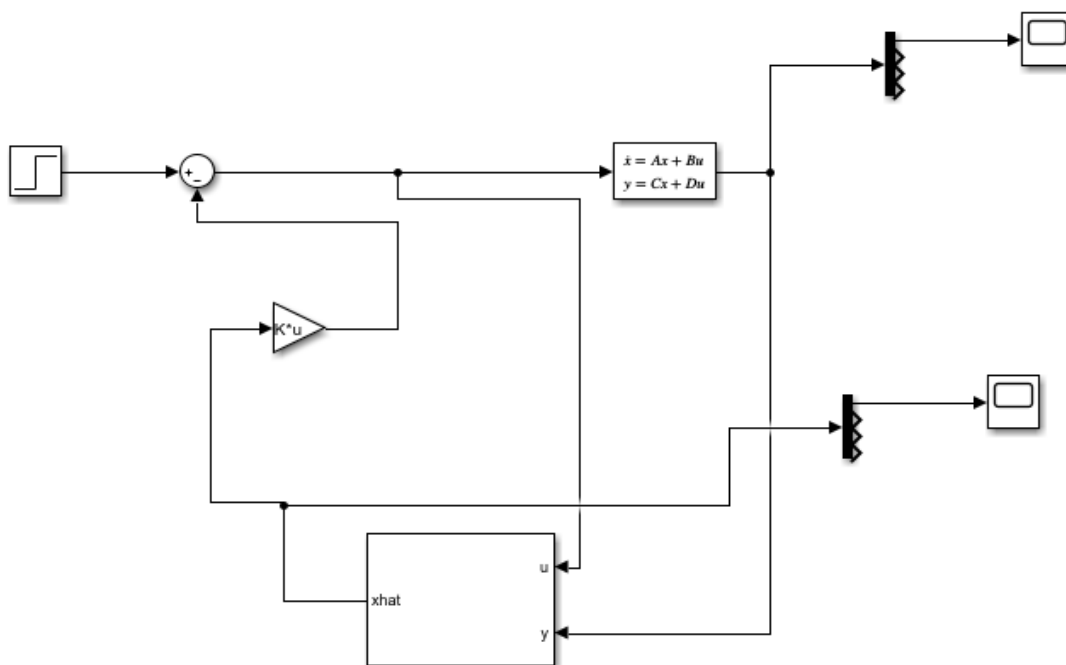 +
−
ẋ = Ax + Bu
y = Cx + Du
K*u
u
xhat
y